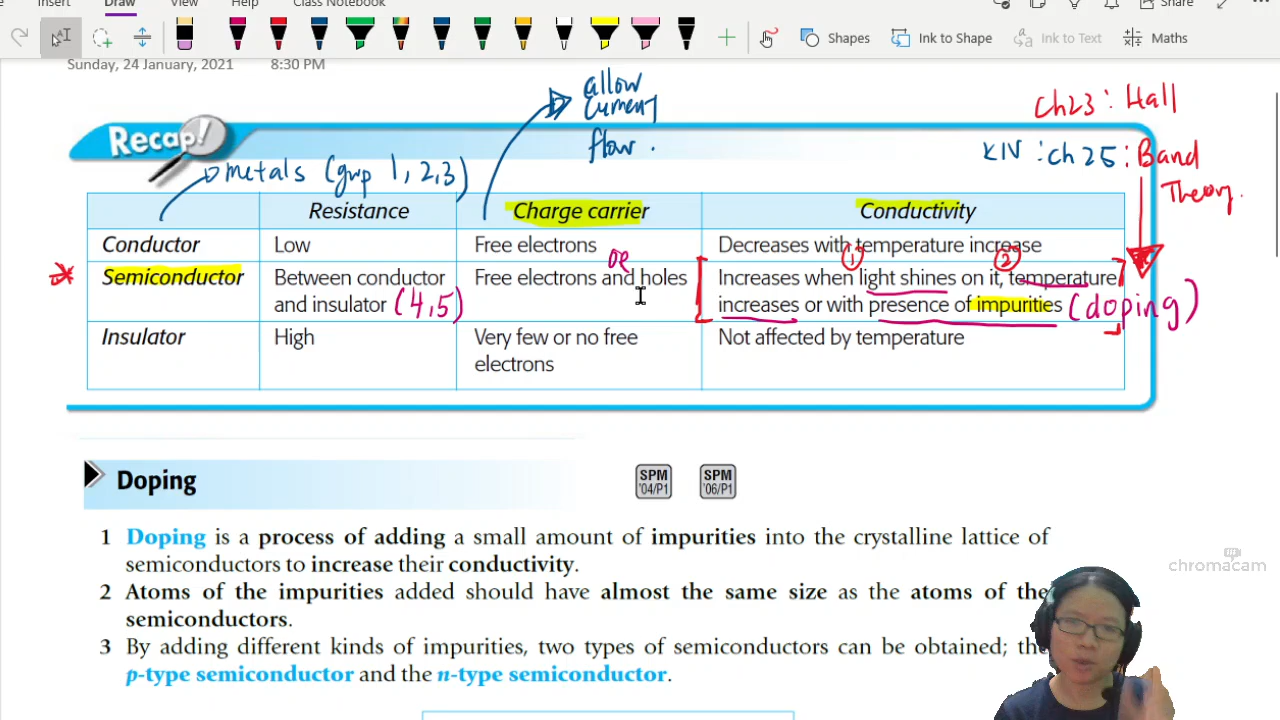 Insert
Draw
View
Help
Class Notebook
Share
Shapes
Ink to Shape
Ink to Text
Maths
Sunday, 24 January, 2021 8:30 PM
allow
current
flow.
Ch23 : Hall
KIV : ch 25 : Band
Theory.
Recap!
metals (grp 1, 2,3)
Resistance Charge carrier Conductivity
Conductor Low Free electrons Decreases with temperature increase
or
1 2
Semiconductor Between conductor Free electrons and holes Increases when light shines on it, temperature
and insulator (4,5) increases or with presence of impurities (doping)
Insulator High Very few or no free Not affected by temperature
electrons
Doping
SPM '04/P1
SPM '06/P1
1 Doping is a process of adding a small amount of impurities into the crystalline lattice of
semiconductors to increase their conductivity.
2 Atoms of the impurities added should have almost the same size as the atoms of the
semiconductors.
3 By adding different kinds of impurities, two types of semiconductors can be obtained; the
p-type semiconductor and the n-type semiconductor.
chromacam